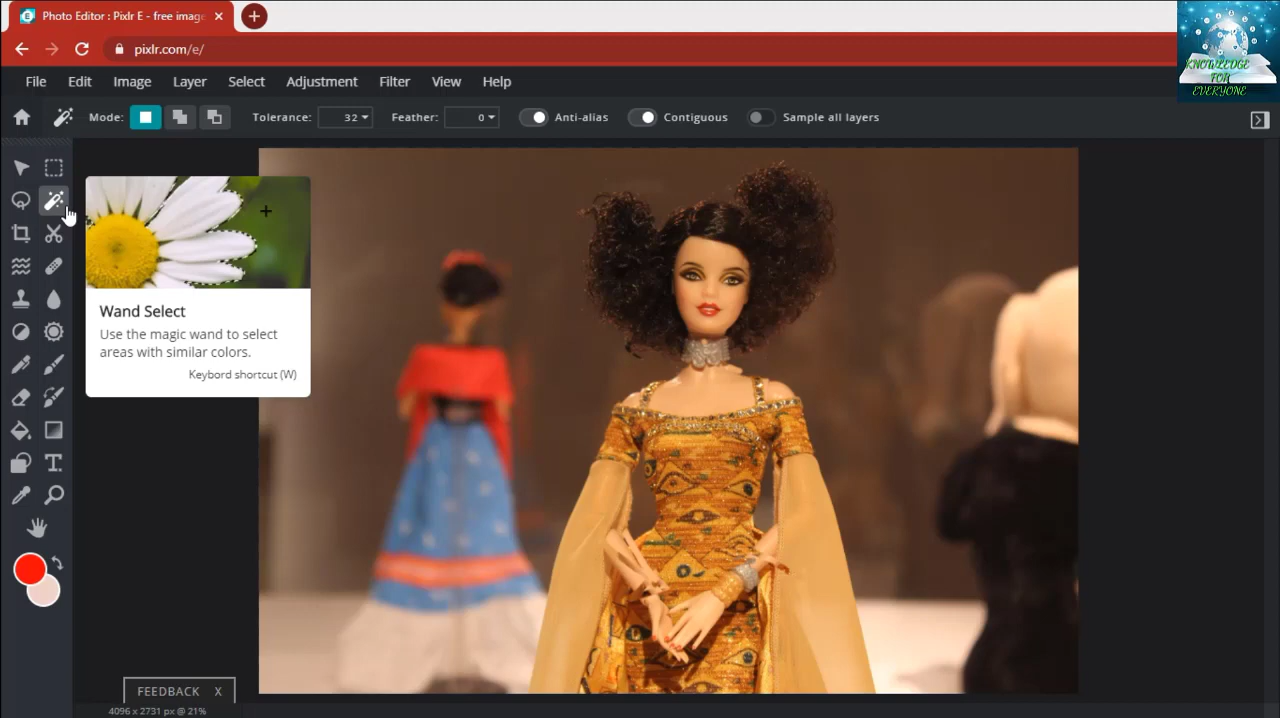 Photo Editor : Pixlr E - free image
pixlr.com/e/
KNOWLEDGE
FOR
EVERYONE
File Edit Image Layer Select Adjustment Filter View Help
Mode: Tolerance: 32 Feather: 0 Anti-alias Contiguous Sample all layers
Wand Select
Use the magic wand to select
areas with similar colors.
Keybord shortcut (W)
FEEDBACK X
4096 x 2731 px @ 21%